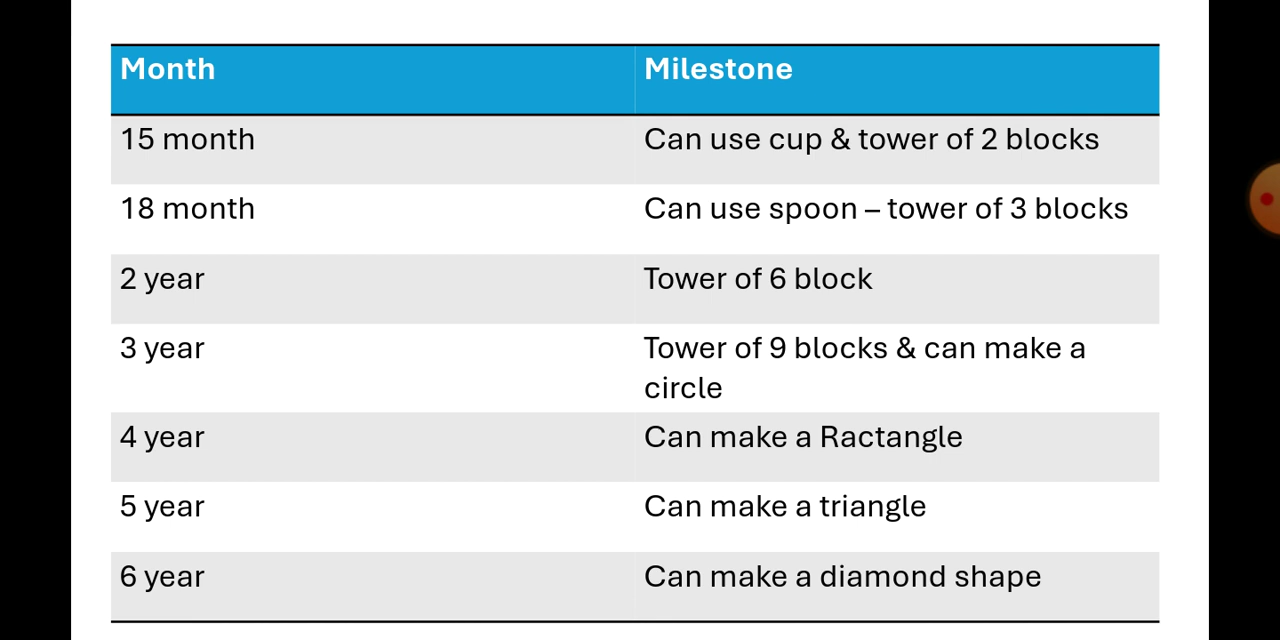 Month Milestone
15 month Can use cup & tower of 2 blocks
18 month Can use spoon – tower of 3 blocks
2 year Tower of 6 block
3 year Tower of 9 blocks & can make a
circle
4 year Can make a Ractangle
5 year Can make a triangle
6 year Can make a diamond shape